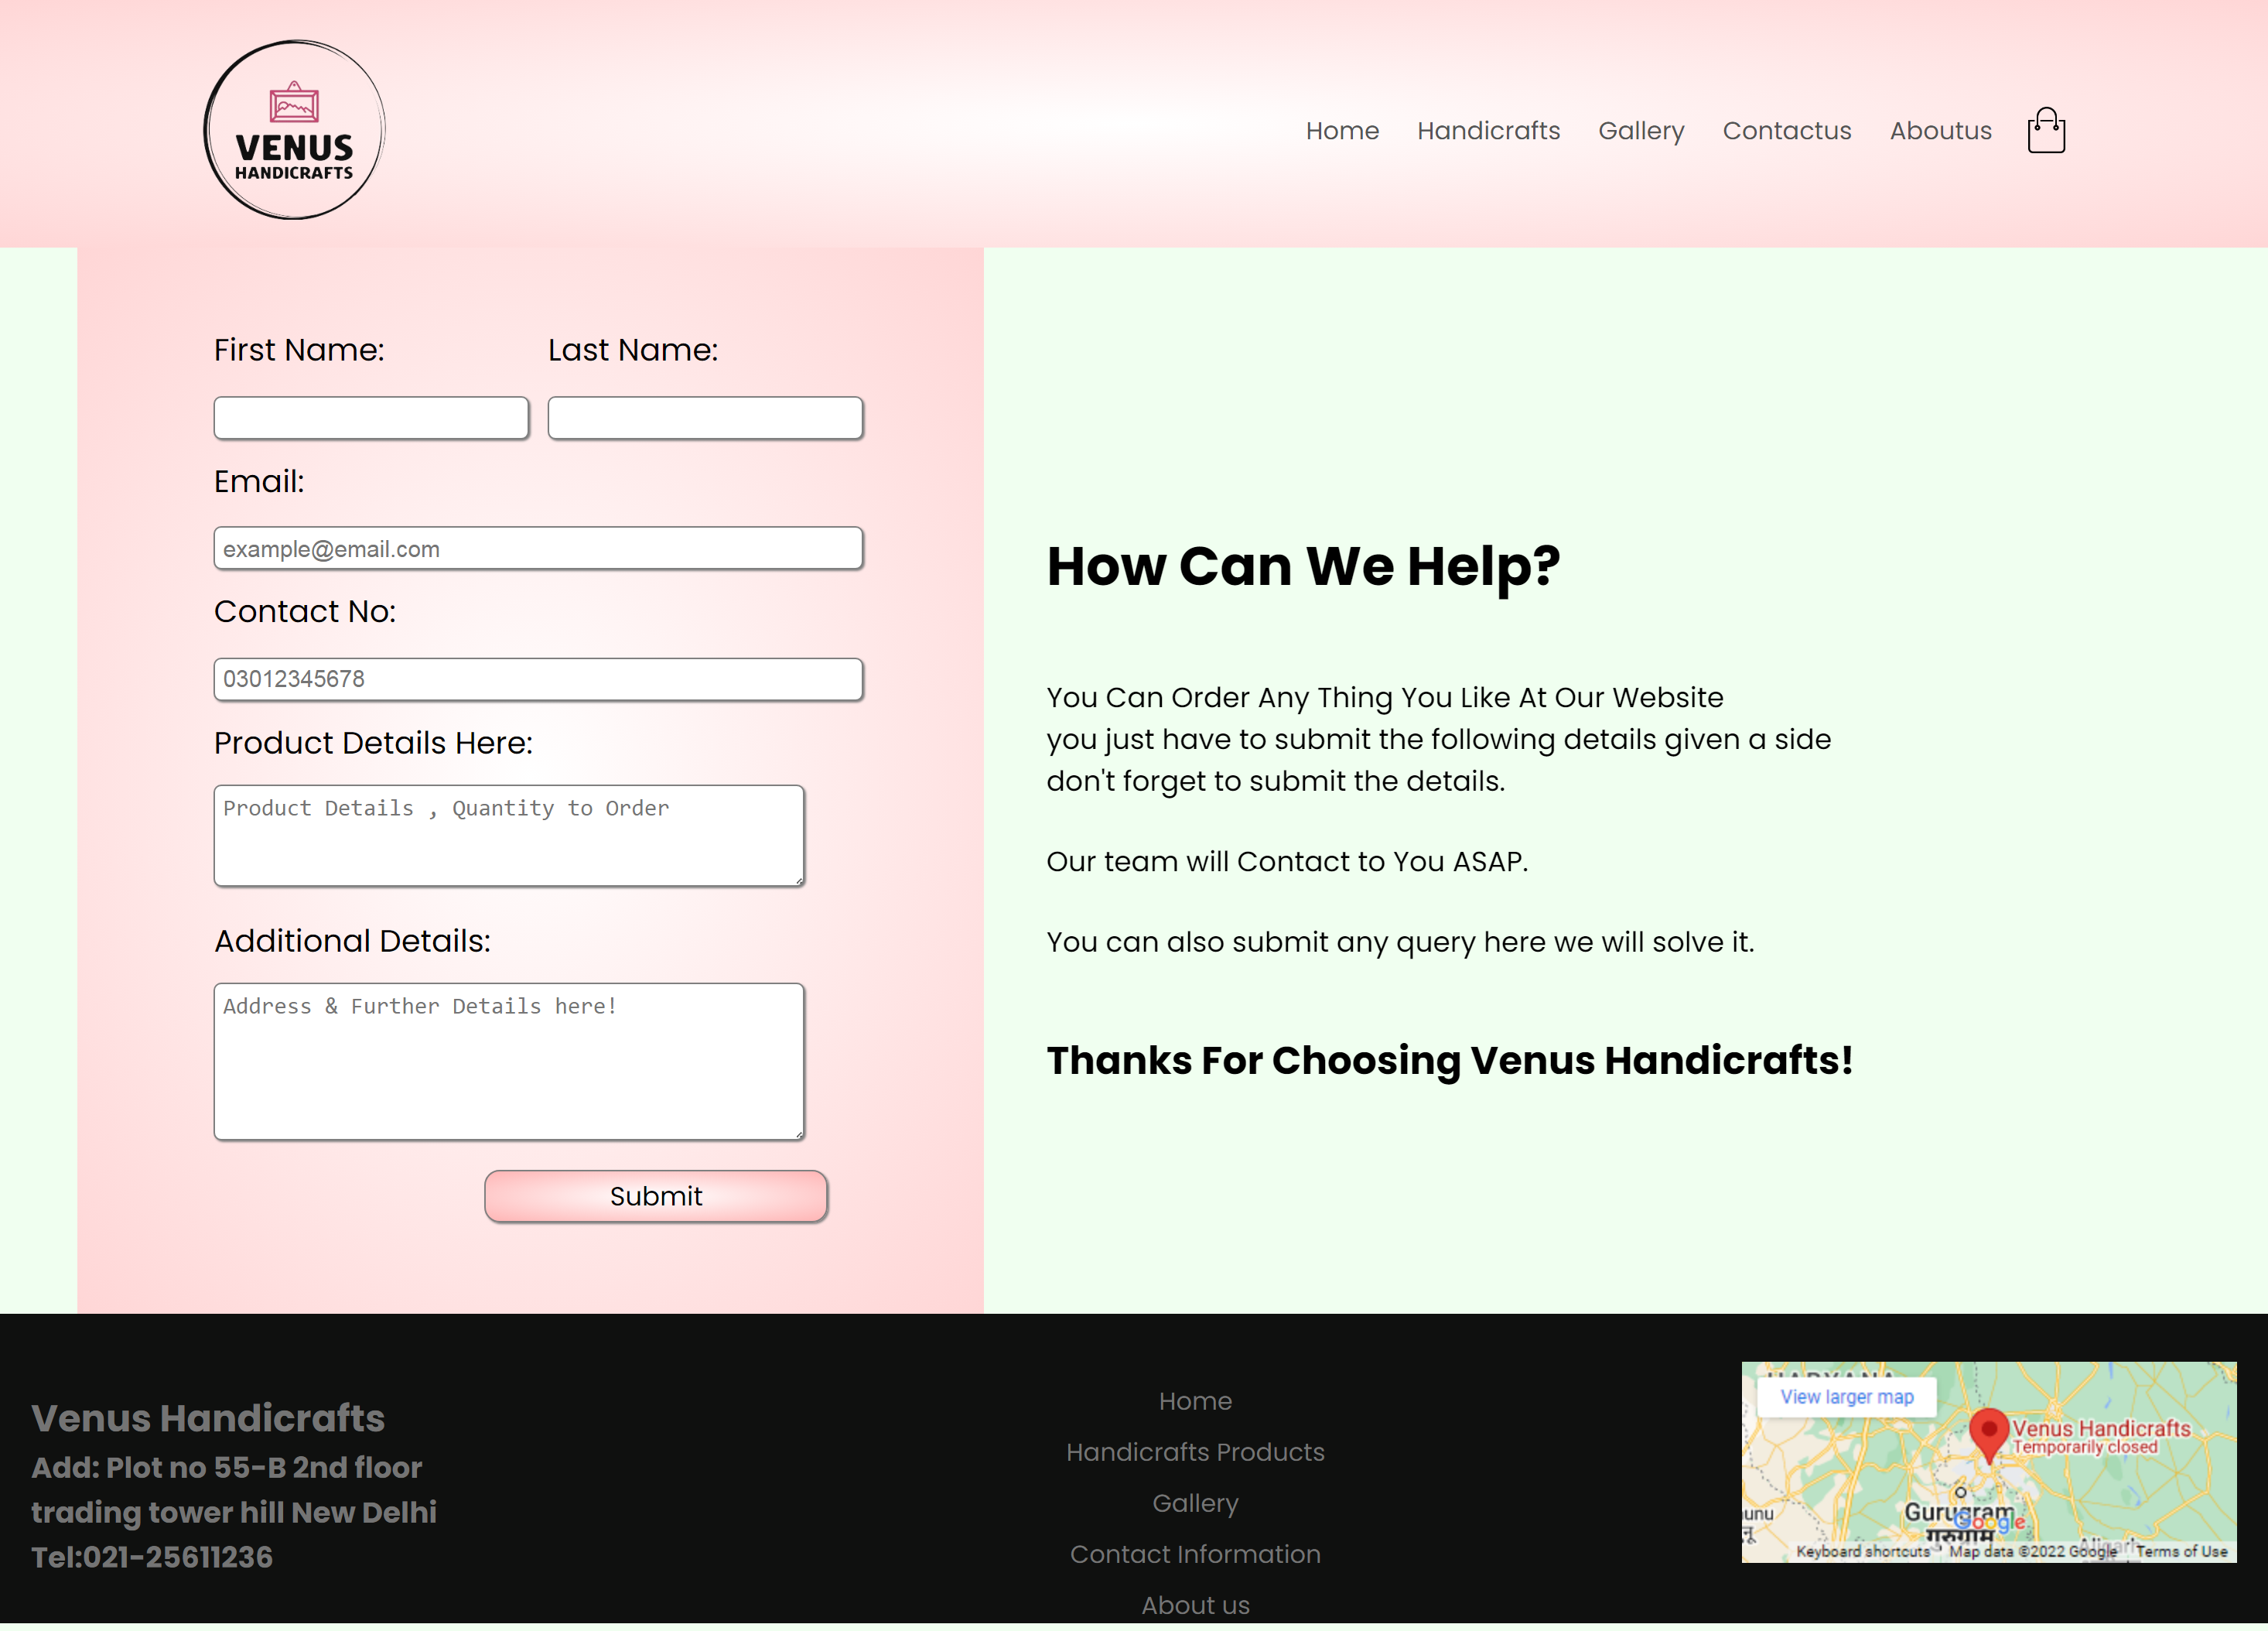 VENUS
HANDICRAFTS
Home Handicrafts Gallery Contactus Aboutus
First Name: Last Name:
Email:
example@email.com
Contact No:
03012345678
Product Details Here:
Product Details , Quantity to Order
Additional Details:
Address & Further Details here!
Submit
How Can We Help?
You Can Order Any Thing You Like At Our Website
you just have to submit the following details given a side
don't forget to submit the details.
Our team will Contact to You ASAP.
You can also submit any query here we will solve it.
Thanks For Choosing Venus Handicrafts!
Venus Handicrafts
Add: Plot no 55-B 2nd floor
trading tower hill New Delhi
Tel:021-25611236
Home
Handicrafts Products
Gallery
Contact Information
About us
HARYANA
View larger map
Venus Handicrafts
Temporarily closed
Gurugram
गुरुग्राम
Google
Aligarh
Keyboard shortcuts Map data ©2022 Google Terms of Use